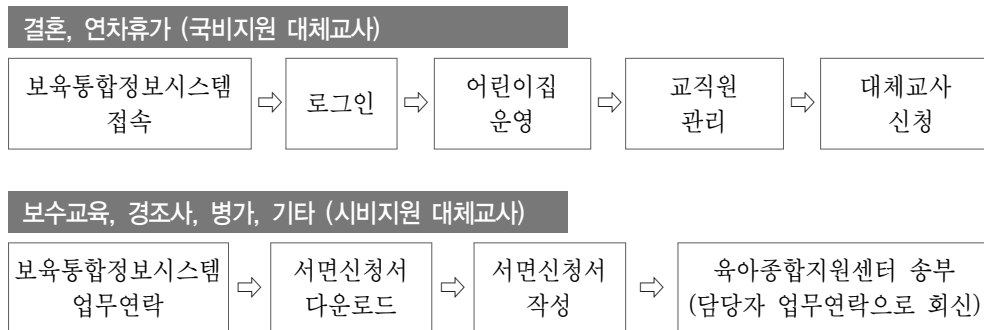 결혼, 연차휴가 (국비지원 대체교사)
보육통합정보시스템
접속
로그인
어린이집
운영
교직원
관리
대체교사
신청
보수교육, 경조사, 병가, 기타 (시비지원 대체교사)
보육통합정보시스템
업무연락
서면신청서
다운로드
서면신청서
작성
육아종합지원센터 송부
(담당자 업무연락으로 회신)